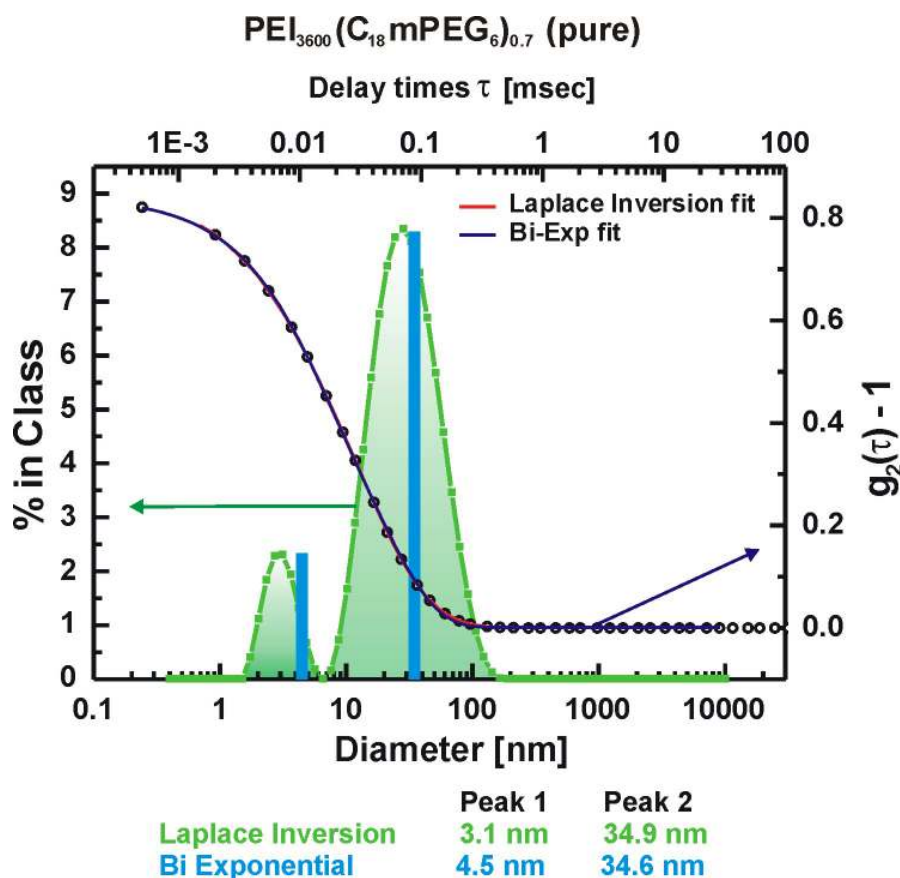 PEI3600(C18mPEG6)0.7 (pure)
Delay times τ [msec]
1E-3 0.01 0.1 1 10 100
9
8
7
6
5
4
3
2
1
0
% in Class
Laplace Inversion fit
Bi-Exp fit
0.8
0.6
0.4
0.2
0.0
g2(τ) - 1
0.1 1 10 100 1000 10000
Diameter [nm]
Peak 1 Peak 2
Laplace Inversion 3.1 nm 34.9 nm
Bi Exponential 4.5 nm 34.6 nm